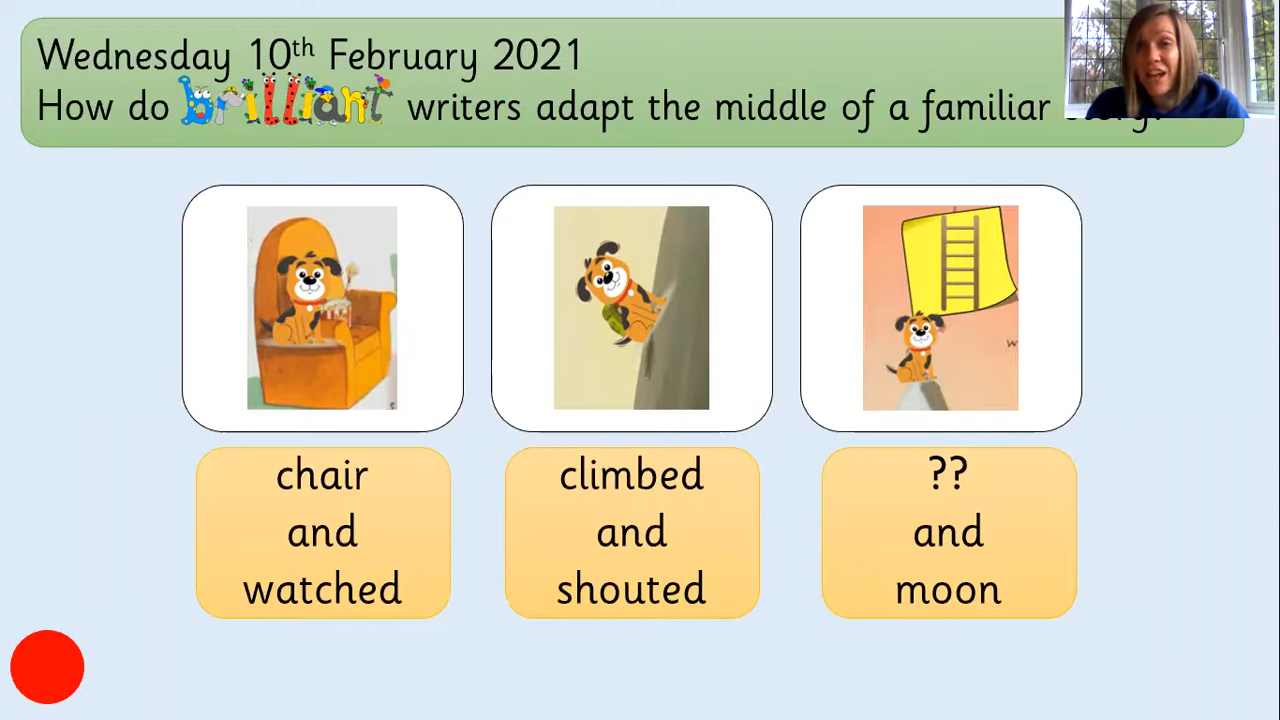 Wednesday 10th February 2021
How do brilliant writers adapt the middle of a familiar story?
chair
and
watched
climbed
and
shouted
??
and
moon